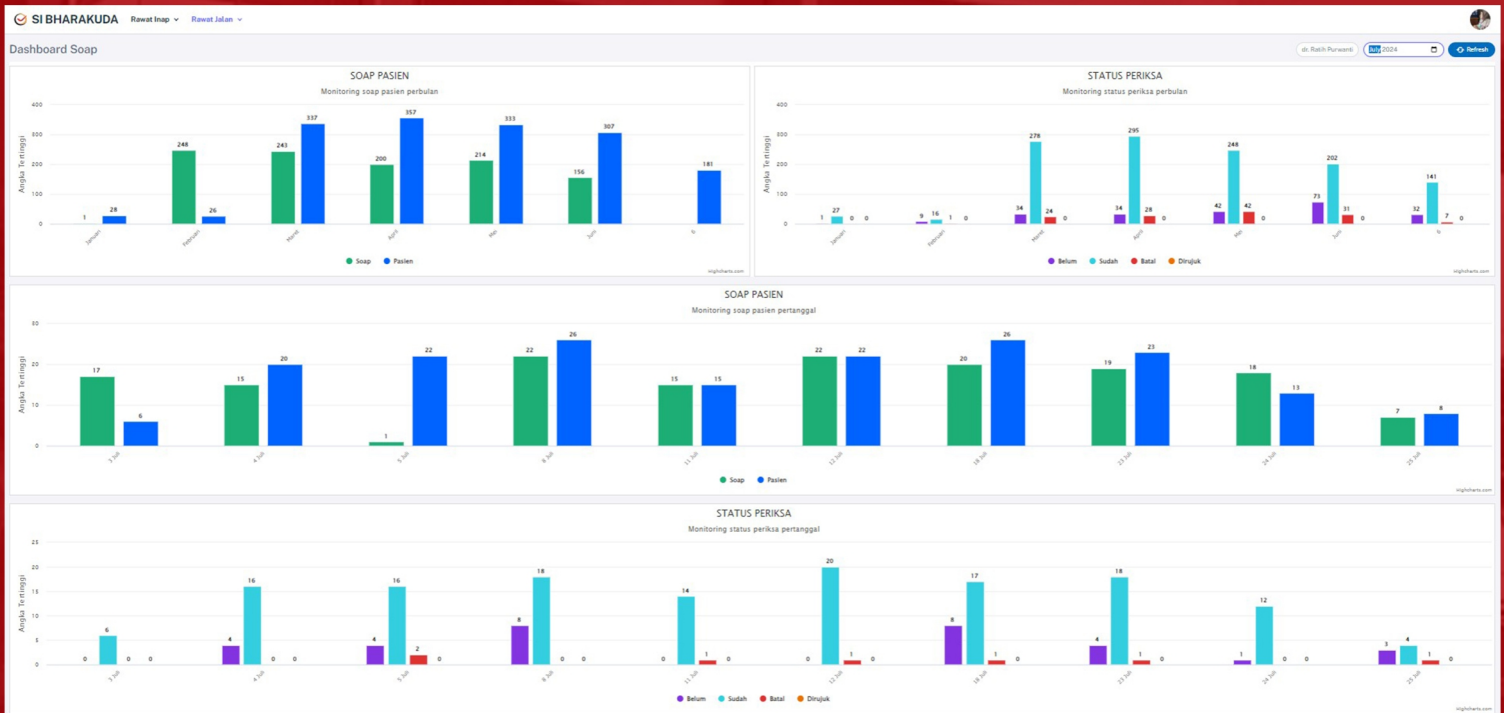 SI BHARAKUDA Rawat Inap Rawat Jalan
Dashboard Soap dr. Ratih Purwanti July 2024 Refresh
SOAP PASIEN
Monitoring soap pasien perbulan
Angka Tertinggi
400
300
200
100
0
1 28 248 26 243 337 200 357 214 333 156 307 181
Januari Februari Maret April Mei Juni 6
Soap Pasien
Highcharts.com
STATUS PERIKSA
Monitoring status periksa perbulan
Angka Tertinggi
400
300
200
100
0
1 27 0 0 9 16 1 0 34 278 24 0 34 295 28 0 42 248 42 0 73 202 31 0 32 141 7 0
Januari Februari Maret April Mei Juni 6
Belum Sudah Batal Dirujuk
Highcharts.com
SOAP PASIEN
Monitoring soap pasien pertanggal
Angka Tertinggi
30
20
10
0
17 6 15 20 1 22 22 26 15 15 22 22 20 26 19 23 18 13 7 8
3 Juli 4 Juli 5 Juli 8 Juli 11 Juli 12 Juli 18 Juli 23 Juli 24 Juli 25 Juli
Soap Pasien
Highcharts.com
STATUS PERIKSA
Monitoring status periksa pertanggal
Angka Tertinggi
25
20
15
10
5
0
0 6 0 0 4 16 0 0 4 16 2 0 8 18 0 0 0 14 1 0 0 20 1 0 8 17 1 0 4 18 1 0 1 12 0 0 3 4 1 0
3 Juli 4 Juli 5 Juli 8 Juli 11 Juli 12 Juli 18 Juli 23 Juli 24 Juli 25 Juli
Belum Sudah Batal Dirujuk
Highcharts.com